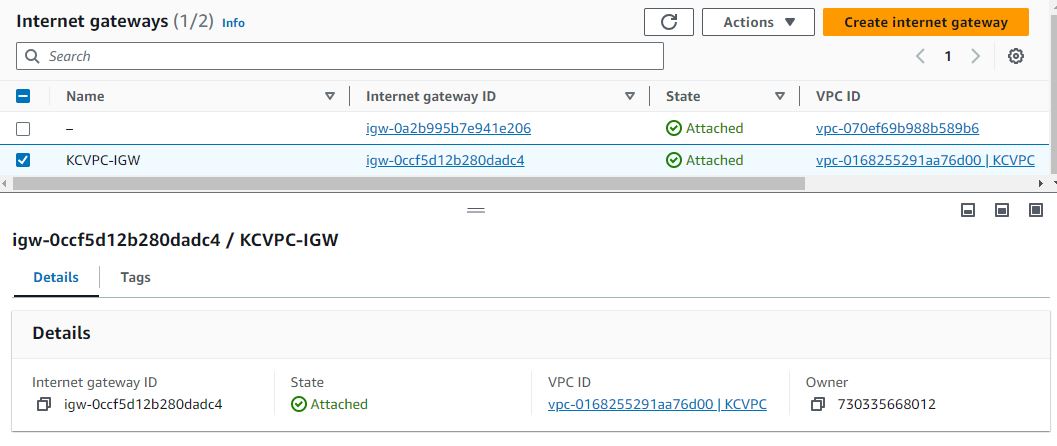 Internet gateways (1/2) Info
Actions
Create internet gateway
Search
1
Name Internet gateway ID State VPC ID
– igw-0a2b995b7e941e206 Attached vpc-070ef69b988b589b6
KCVPC-IGW igw-0ccf5d12b280dadc4 Attached vpc-0168255291aa76d00 | KCVPC
igw-0ccf5d12b280dadc4 / KCVPC-IGW
Details Tags
Details
Internet gateway ID State VPC ID Owner
igw-0ccf5d12b280dadc4 Attached vpc-0168255291aa76d00 | KCVPC 730335668012